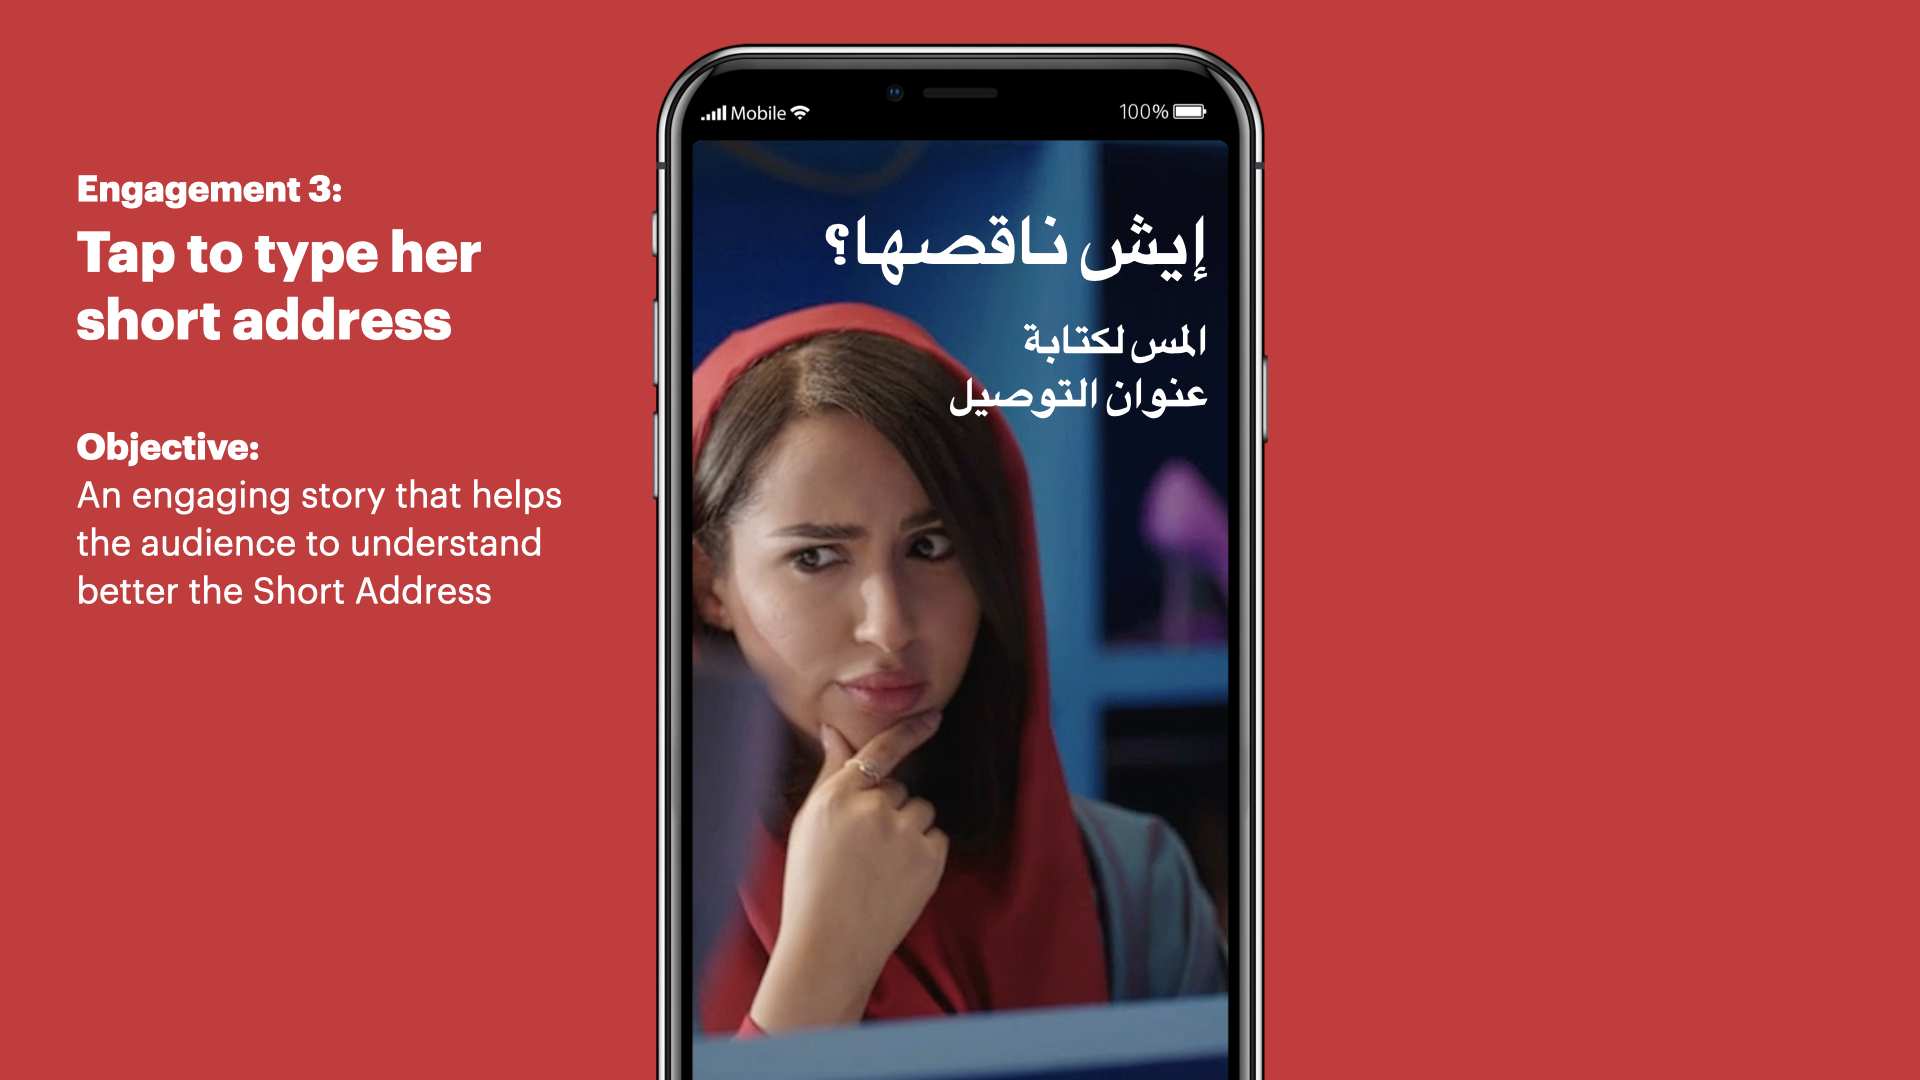 Engagement 3:
Tap to type her
short address
Objective:
An engaging story that helps
the audience to understand
better the Short Address
Mobile
100%
إيش ناقصها؟
المس لكتابة
عنوان التوصيل